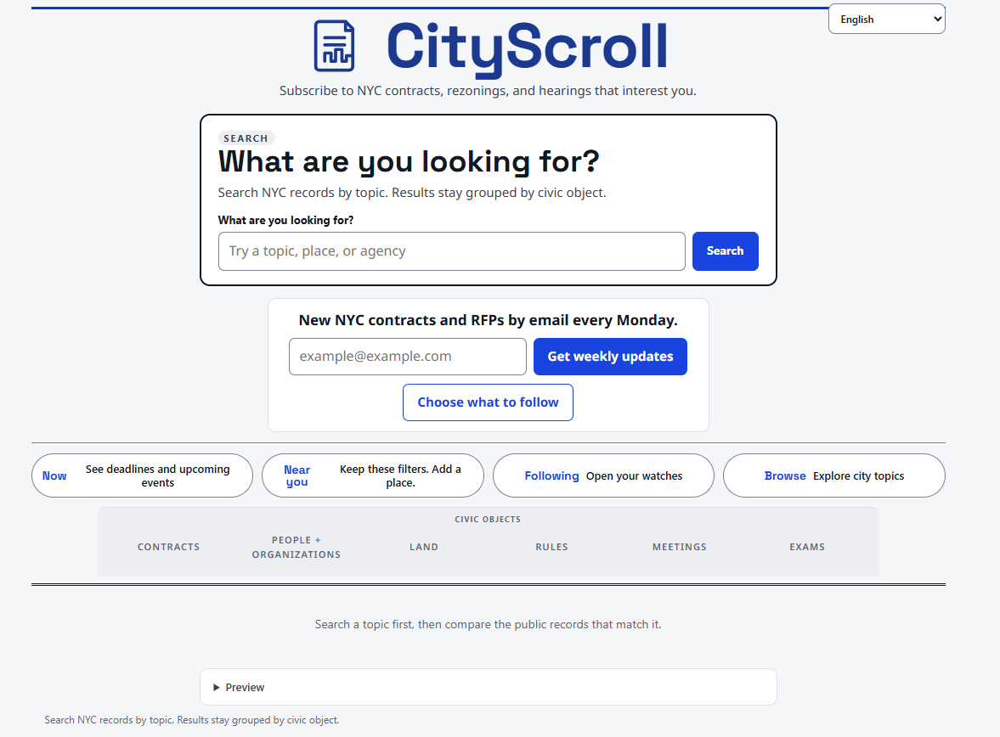 English
CityScroll
Subscribe to NYC contracts, rezonings, and hearings that interest you.
SEARCH
What are you looking for?
Search NYC records by topic. Results stay grouped by civic object.
What are you looking for?
Try a topic, place, or agency
Search
New NYC contracts and RFPs by email every Monday.
example@example.com
Get weekly updates
Choose what to follow
Now
See deadlines and upcoming
events
Near
you
Keep these filters. Add a
place.
Following
Open your watches
Browse
Explore city topics
CIVIC OBJECTS
CONTRACTS
PEOPLE +
ORGANIZATIONS
LAND
RULES
MEETINGS
EXAMS
Search a topic first, then compare the public records that match it.
Preview
Search NYC records by topic. Results stay grouped by civic object.